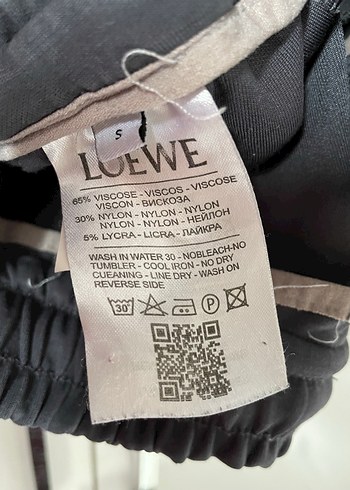 S
LOEWE
65% VISCOSE - VISCOS - VISCOSE
VISCON - ВИСКОЗА
30% NYLON - NYLON - NYLON
NYLON - NYLON - НЕЙЛОН
5% LYCRA - LICRA - ЛАЙКРА
WASH IN WATER 30 - NOBLEACH-NO
TUMBLER - COOL IRON - NO DRY
CUEANING - LINE DRY - WASH ON
REVERSE SIDE
30
P